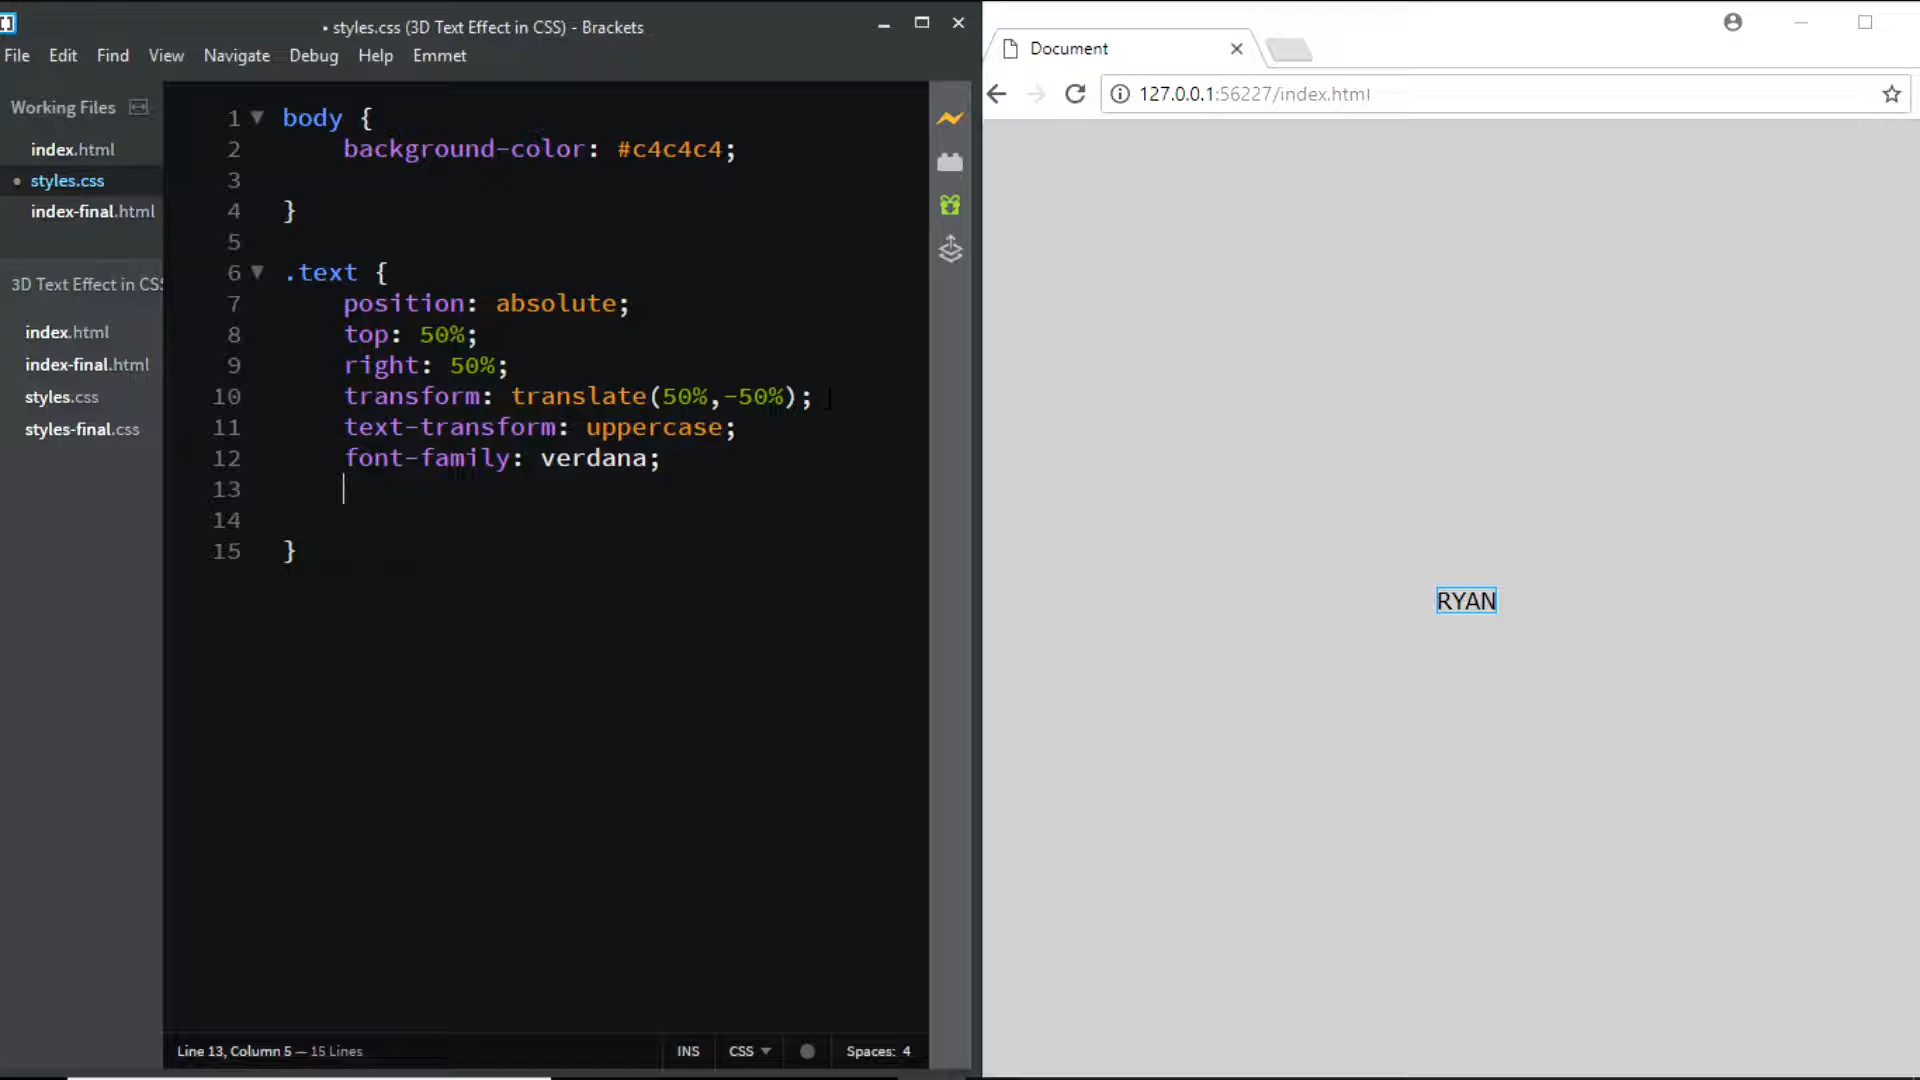 • styles.css (3D Text Effect in CSS) - Brackets
File Edit Find View Navigate Debug Help Emmet
Working Files
index.html
• styles.css
index-final.html
3D Text Effect in CSS
index.html
index-final.html
styles.css
styles-final.css
1 body {
2 background-color: #c4c4c4;
3
4 }
5
6 .text {
7 position: absolute;
8 top: 50%;
9 right: 50%;
10 transform: translate(50%,-50%);
11 text-transform: uppercase;
12 font-family: verdana;
13
14
15 }
Line 13, Column 5 — 15 Lines
INS CSS Spaces: 4
Document
127.0.0.1:56227/index.html
RYAN